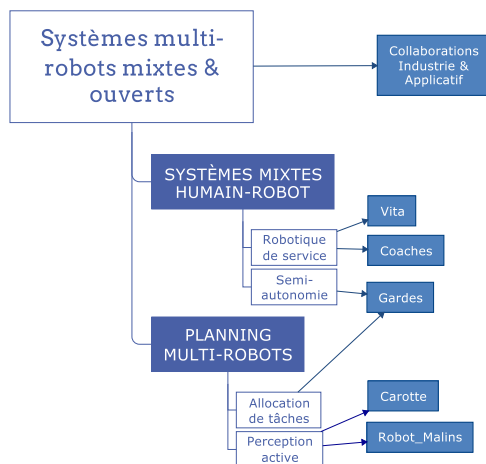 Systèmes multi-
robots mixtes &
ouverts
Collaborations
Industrie &
Applicatif
SYSTÈMES MIXTES
HUMAIN-ROBOT
Vita
Robotique
de service
Coaches
Semi-
autonomie
Gardes
PLANNING
MULTI-ROBOTS
Allocation
de tâches
Carotte
Perception
active
Robot_Malins